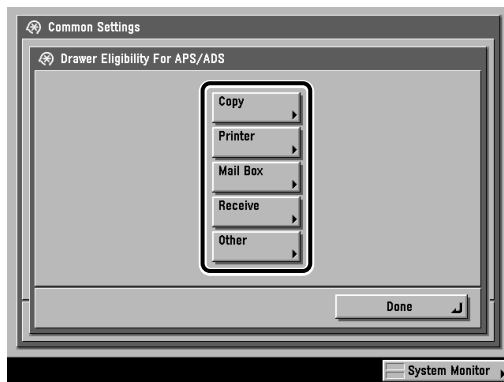 Common Settings
Drawer Eligibility For APS/ADS
Copy
Printer
Mail Box
Receive
Other
Done
System Monitor